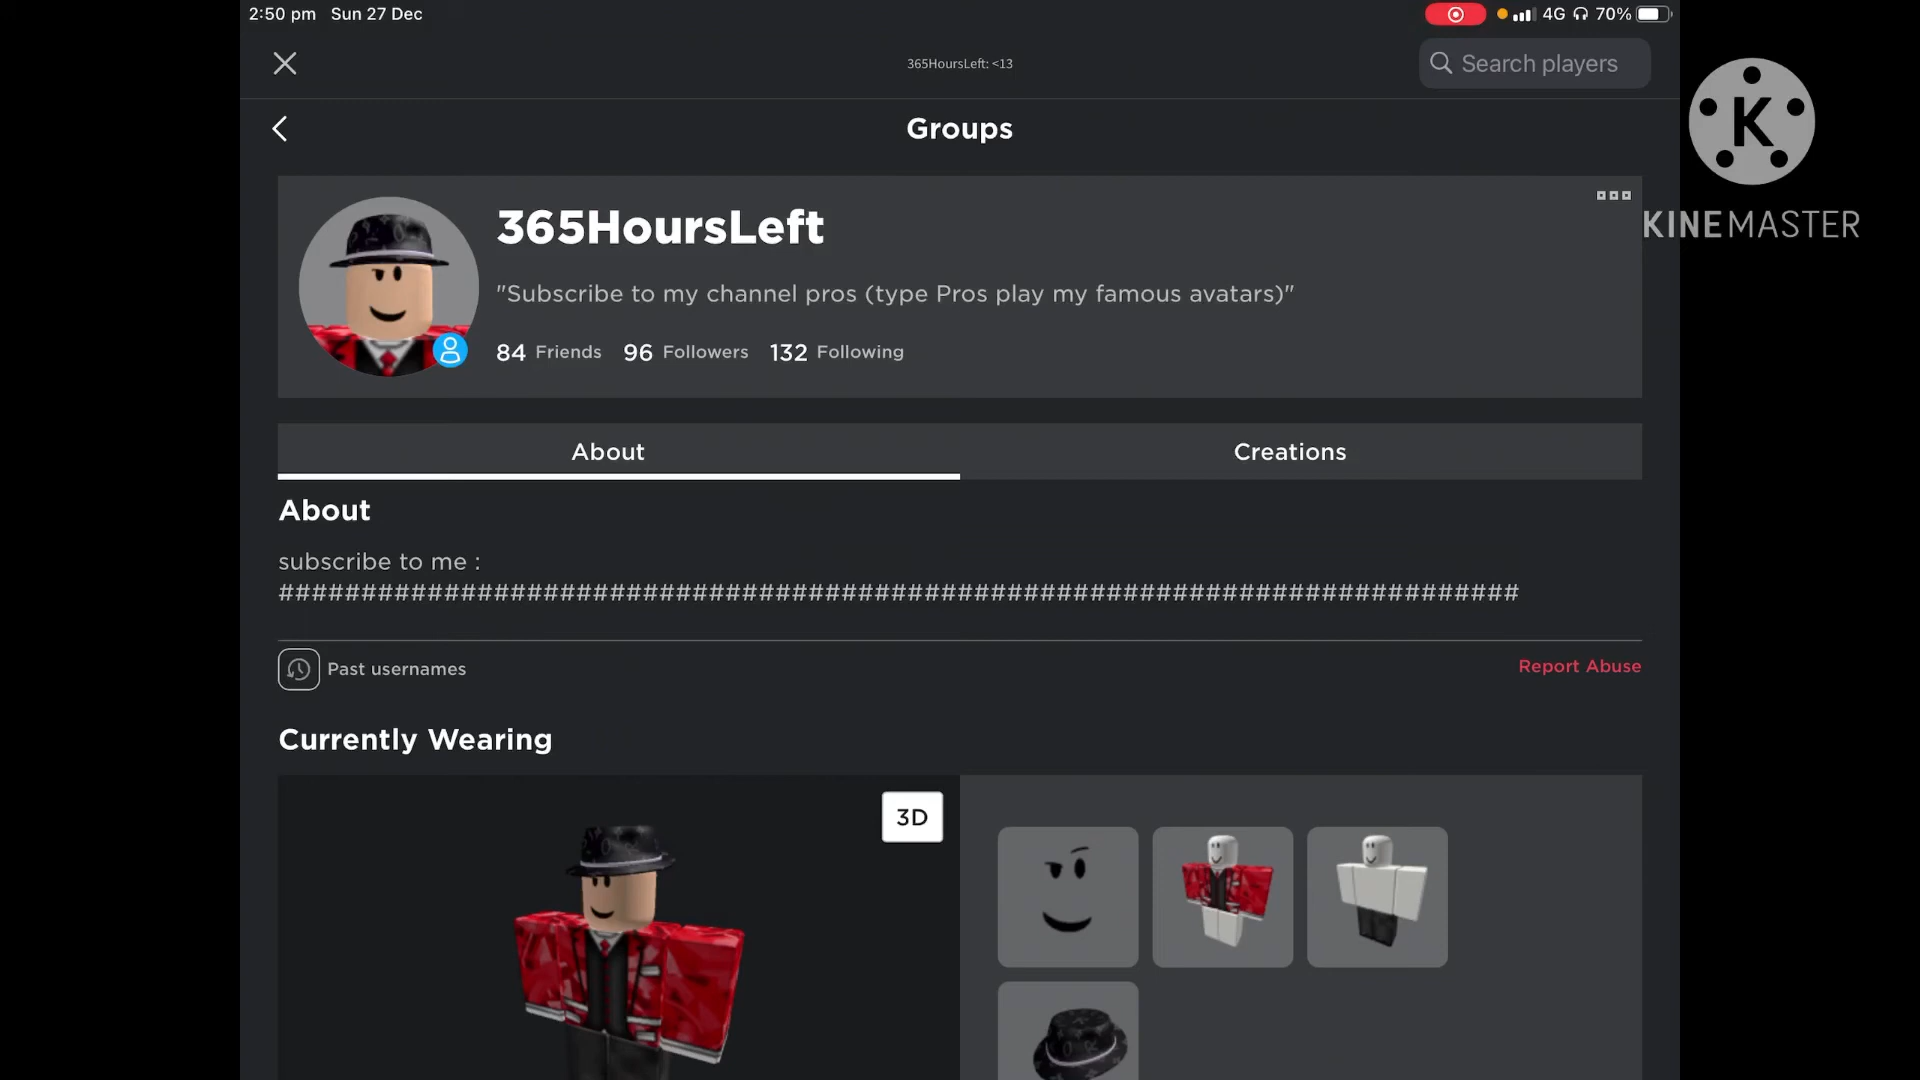 2:50 pm Sun 27 Dec
4G 70%
365HoursLeft: <13
Search players
K
KINEMASTER
Groups
365HoursLeft
"Subscribe to my channel pros (type Pros play my famous avatars)"
84 Friends 96 Followers 132 Following
About Creations
About
subscribe to me :
###########################################################################
Past usernames
Report Abuse
Currently Wearing
3D